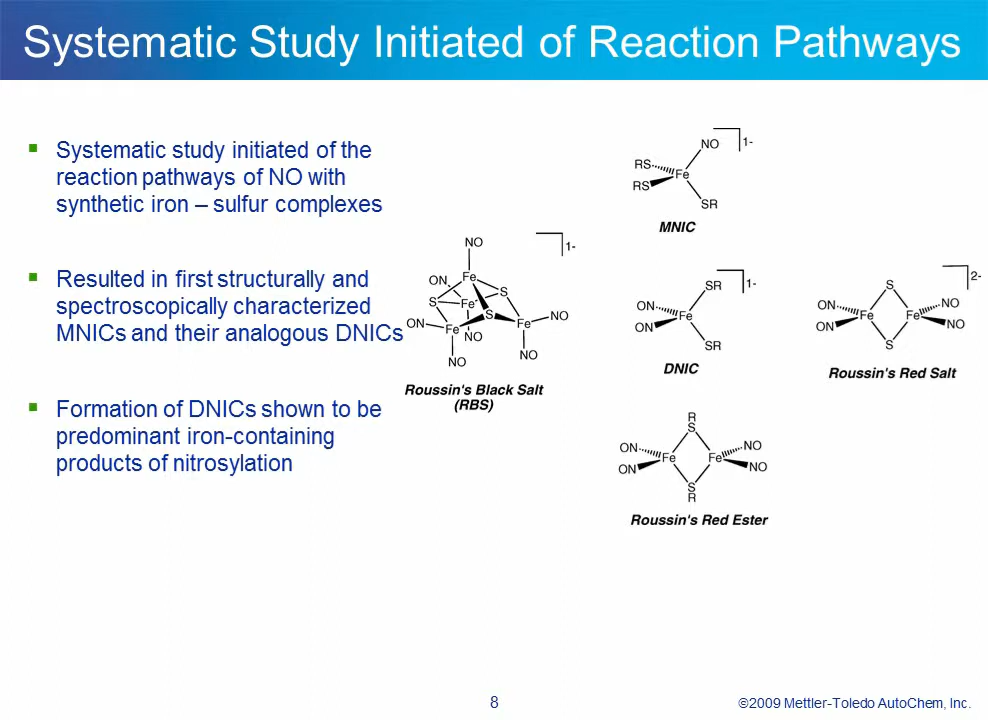 Systematic Study Initiated of Reaction Pathways
Systematic study initiated of the
reaction pathways of NO with
synthetic iron – sulfur complexes
Resulted in first structurally and
spectroscopically characterized
MNICs and their analogous DNICs
Formation of DNICs shown to be
predominant iron-containing
products of nitrosylation
NO
1-
RS
Fe
RS
SR
MNIC
NO
1-
Fe
ON
S
Fe
S
ON
Fe
S
Fe
NO
NO
NO
NO
Roussin's Black Salt
(RBS)
SR
1-
ON
Fe
ON
SR
DNIC
2-
S
ON
NO
Fe
Fe
ON
NO
S
Roussin's Red Salt
R
S
ON
NO
Fe
Fe
ON
NO
S
R
Roussin's Red Ester
8
©2009 Mettler-Toledo AutoChem, Inc.